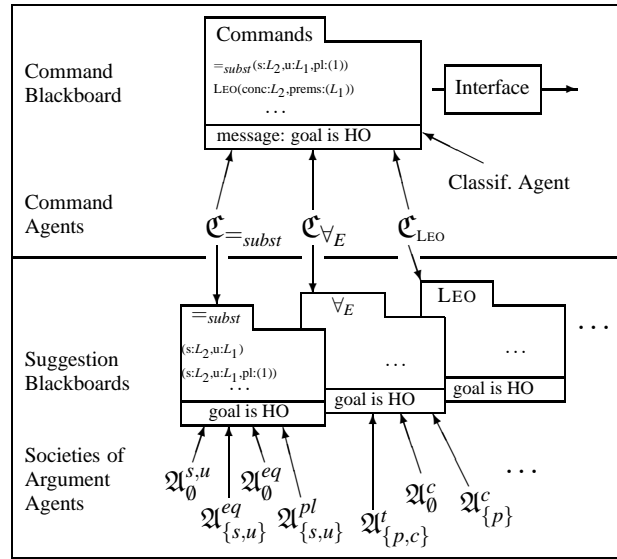 Commands
Command
Blackboard
=subst(s:L₂,u:L₁,pl:(1))
LEO(conc:L₂,prems:(L₁))
...
message: goal is HO
Interface
Classif. Agent
Command
Agents
ℭ=subst
ℭ∀E
ℭLEO
Suggestion
Blackboards
=subst
(s:L₂,u:L₁)
(s:L₂,u:L₁,pl:(1))
...
goal is HO
∀E
...
goal is HO
LEO
...
goal is HO
...
Societies of
Argument
Agents
𝔄∅^{s,u}
𝔄{s,u}^{eq}
𝔄∅^{eq}
𝔄{s,u}^{pl}
𝔄{p,c}^{t}
𝔄∅^{c}
𝔄{p}^{c}
...